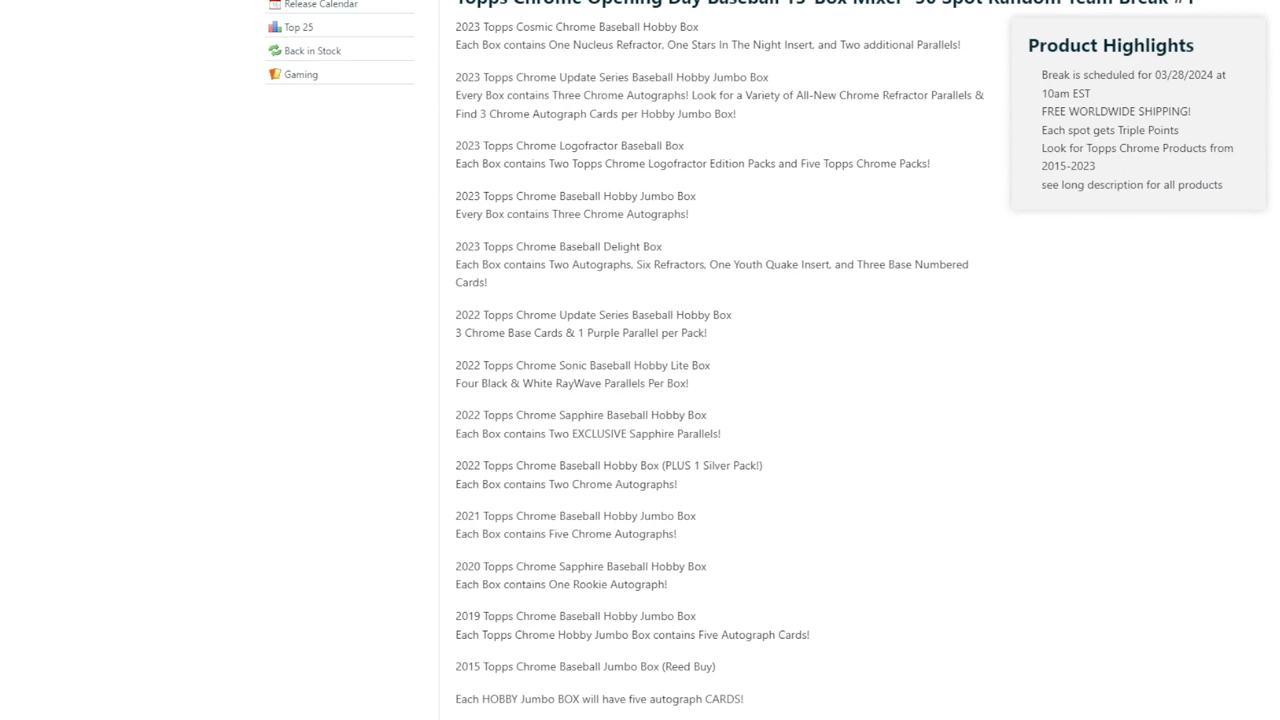 Release Calendar
Top 25
Back in Stock
Gaming
Topps Chrome Opening Day Baseball 13-Box Mixer -30 Spot Random Team Break #1
2023 Topps Cosmic Chrome Baseball Hobby Box
Each Box contains One Nucleus Refractor, One Stars In The Night Insert, and Two additional Parallels!
2023 Topps Chrome Update Series Baseball Hobby Jumbo Box
Every Box contains Three Chrome Autographs! Look for a Variety of All-New Chrome Refractor Parallels &
Find 3 Chrome Autograph Cards per Hobby Jumbo Box!
2023 Topps Chrome Logofractor Baseball Box
Each Box contains Two Topps Chrome Logofractor Edition Packs and Five Topps Chrome Packs!
2023 Topps Chrome Baseball Hobby Jumbo Box
Every Box contains Three Chrome Autographs!
2023 Topps Chrome Baseball Delight Box
Each Box contains Two Autographs, Six Refractors, One Youth Quake Insert, and Three Base Numbered
Cards!
2022 Topps Chrome Update Series Baseball Hobby Box
3 Chrome Base Cards & 1 Purple Parallel per Pack!
2022 Topps Chrome Sonic Baseball Hobby Lite Box
Four Black & White RayWave Parallels Per Box!
2022 Topps Chrome Sapphire Baseball Hobby Box
Each Box contains Two EXCLUSIVE Sapphire Parallels!
2022 Topps Chrome Baseball Hobby Box (PLUS 1 Silver Pack!)
Each Box contains Two Chrome Autographs!
2021 Topps Chrome Baseball Hobby Jumbo Box
Each Box contains Five Chrome Autographs!
2020 Topps Chrome Sapphire Baseball Hobby Box
Each Box contains One Rookie Autograph!
2019 Topps Chrome Baseball Hobby Jumbo Box
Each Topps Chrome Hobby Jumbo Box contains Five Autograph Cards!
2015 Topps Chrome Baseball Jumbo Box (Reed Buy)
Each HOBBY Jumbo BOX will have five autograph CARDS!
Product Highlights
Break is scheduled for 03/28/2024 at
10am EST
FREE WORLDWIDE SHIPPING!
Each spot gets Triple Points
Look for Topps Chrome Products from
2015-2023
see long description for all products